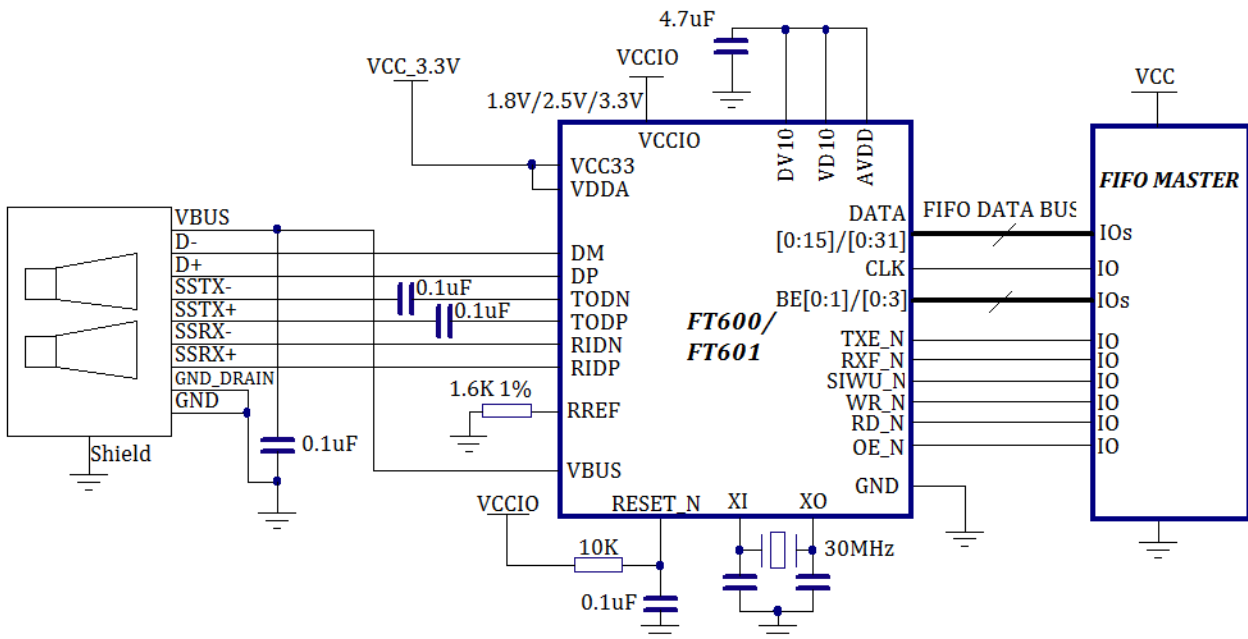 4.7uF
VCCIO
VCC_3.3V
1.8V/2.5V/3.3V
VCC
VCCIO
DV10
VD10
AVDD
VCC33
VDDA
FIFO MASTER
VBUS
D-
D+
SSTX-
SSTX+
SSRX-
SSRX+
GND_DRAIN
GND
Shield
0.1uF
0.1uF
0.1uF
DM
DP
TODN
TODP
RIDN
RIDP
1.6K 1%
RREF
VBUS
FT600/
FT601
DATA
[0:15]/[0:31]
CLK
BE[0:1]/[0:3]
TXE_N
RXF_N
SIWU_N
WR_N
RD_N
OE_N
GND
FIFO DATA BUS
IOs
IO
IOs
IO
IO
IO
IO
IO
IO
VCCIO
RESET_N
XI
XO
10K
30MHz
0.1uF